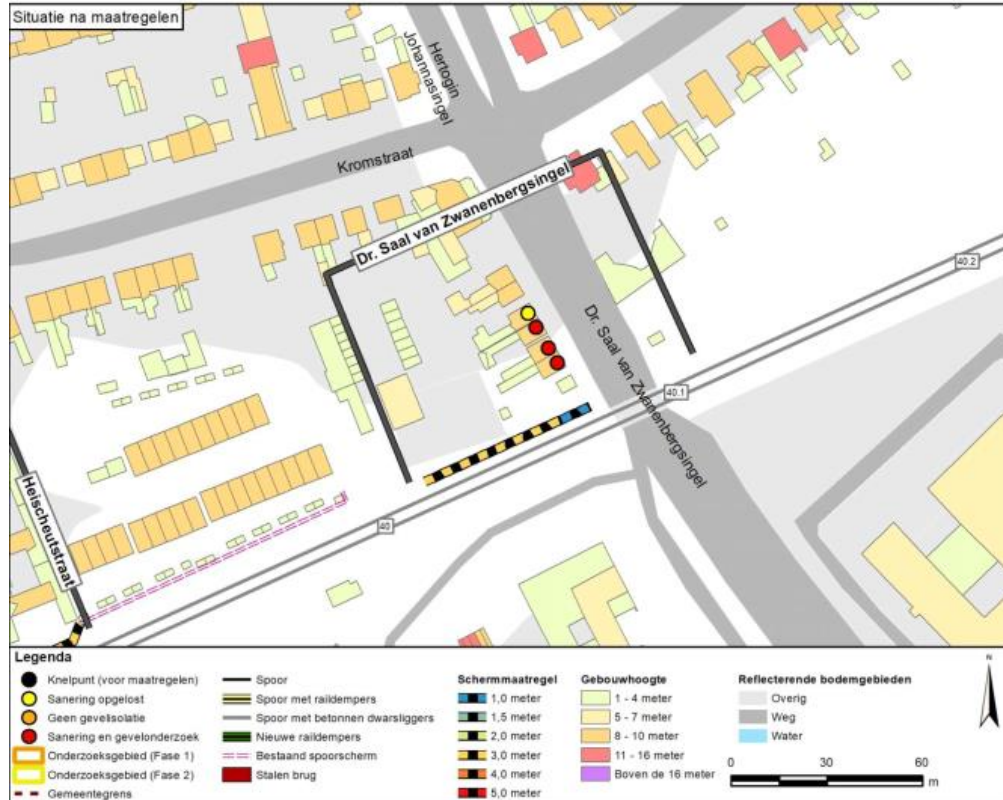 Situatie na maatregelen
Hertogin
Johannasingel
Kromstraat
Dr. Saal van Zwanenbergsingel
40.2
Dr. Saal van Zwanenbergsingel
40.1
Heischeutstraat
40
Legenda
Knelpunt (voor maatregelen)
Sanering opgelost
Geen gevelisolatie
Sanering en gevelonderzoek
Onderzoeksgebied (Fase 1)
Onderzoeksgebied (Fase 2)
Gemeentegrens
Spoor
Spoor met raildempers
Spoor met betonnen dwarsliggers
Nieuwe raildempers
Bestaand spoorscherm
Stalen brug
Schermmaatregel
1,0 meter
1,5 meter
2,0 meter
3,0 meter
4,0 meter
5,0 meter
Gebouwhoogte
1 - 4 meter
5 - 7 meter
8 - 10 meter
11 - 16 meter
Boven de 16 meter
Reflecterende bodemgebieden
Overig
Weg
Water
N
0 30 60
m